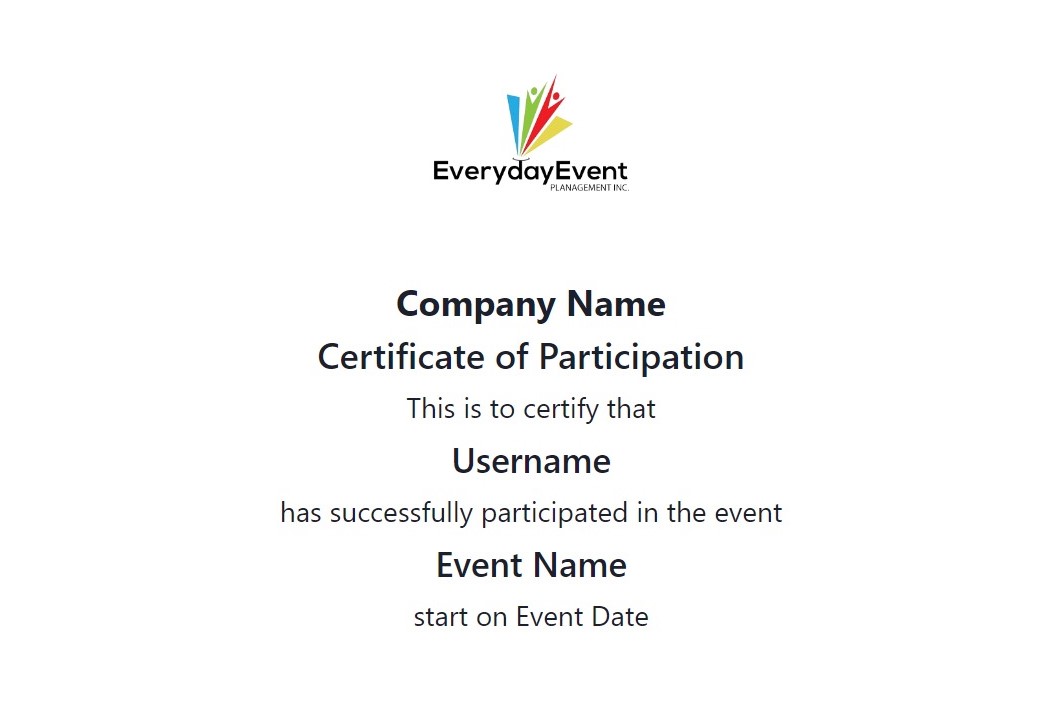 EverydayEvent
PLANAGEMENT INC.
Company Name
Certificate of Participation
This is to certify that
Username
has successfully participated in the event
Event Name
start on Event Date